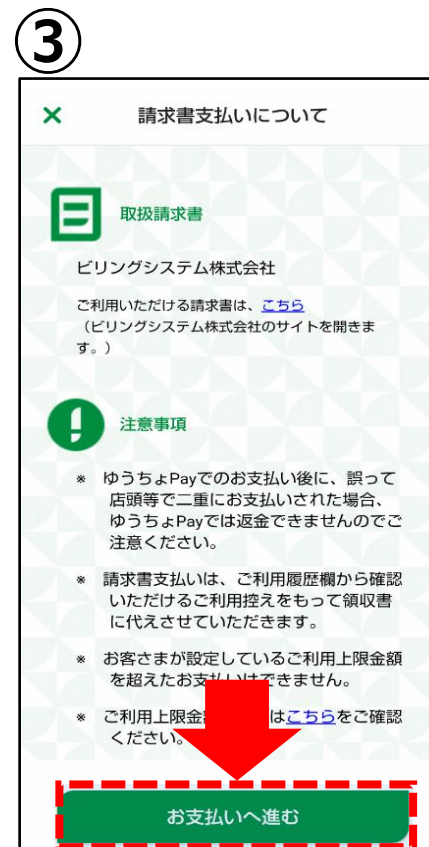 ③
× 請求書支払いについて
取扱請求書
ビリングシステム株式会社
ご利用いただける請求書は、こちら
（ビリングシステム株式会社のサイトを開きま
す。）
注意事項
※ ゆうちょPayでのお支払い後に、誤って
店頭等で二重にお支払いされた場合、
ゆうちょPayでは返金できませんのでご
注意ください。
※ 請求書支払いは、ご利用履歴欄から確認
いただけるご利用控えをもって領収書
に代えさせていただきます。
※ お客さまが設定しているご利用上限金額
を超えたお支払いはできません。
※ ご利用上限金 はこちらをご確認
ください。
お支払いへ進む